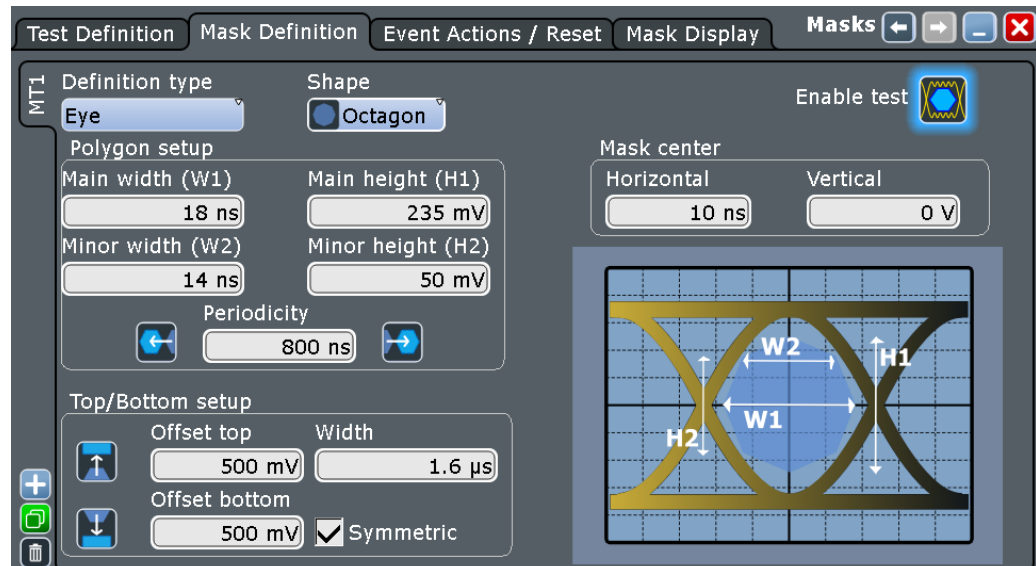 Test Definition Mask Definition Event Actions / Reset Mask Display Masks
MT1
Definition type Shape
Enable test
Eye Octagon
Polygon setup Mask center
Main width (W1) Main height (H1) Horizontal Vertical
18 ns 235 mV 10 ns 0 V
Minor width (W2) Minor height (H2)
14 ns 50 mV
Periodicity
800 ns
W2 H1
W1
H2
Top/Bottom setup
Offset top Width
500 mV 1.6 µs
Offset bottom
500 mV Symmetric